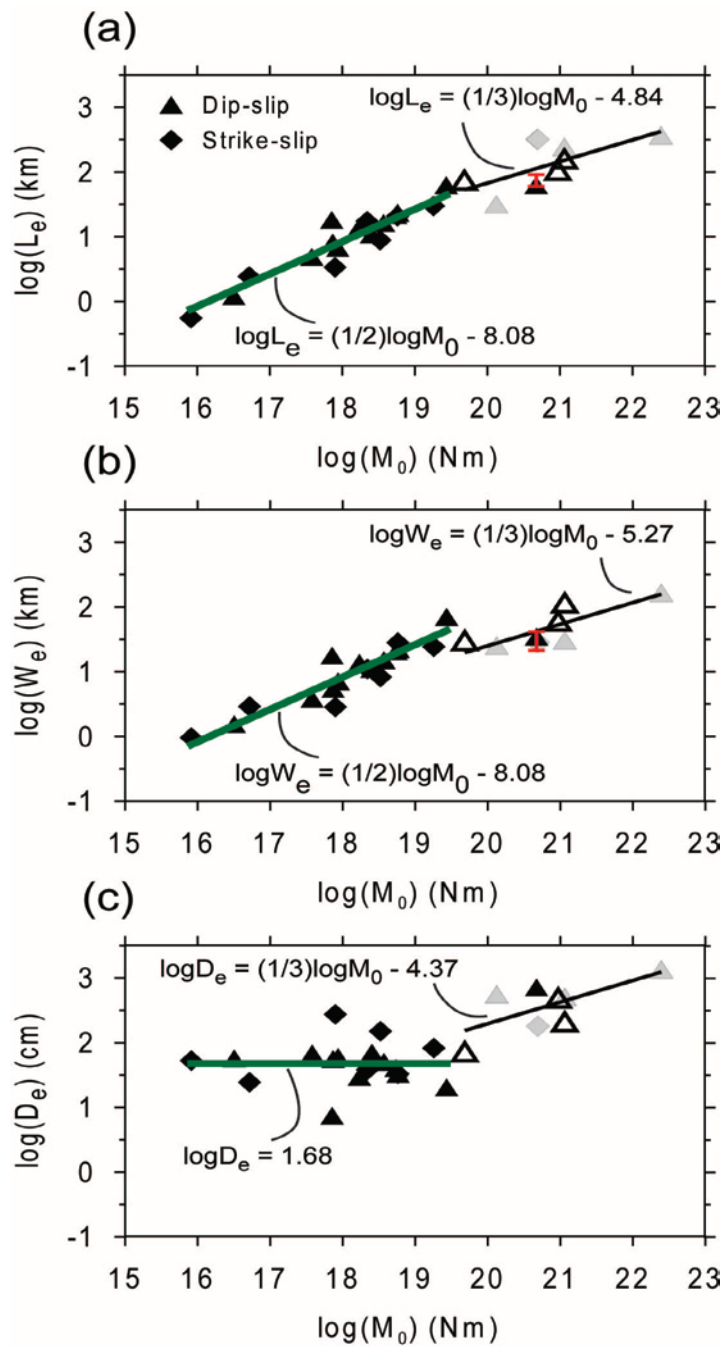 (a)
logLe = (1/3)logM0 - 4.84
Dip-slip
Strike-slip
3
2
1
0
-1
log(Le) (km)
logLe = (1/2)logM0 - 8.08
15 16 17 18 19 20 21 22 23
log(M0) (Nm)
(b)
logWe = (1/3)logM0 - 5.27
3
2
1
0
-1
log(We) (km)
logWe = (1/2)logM0 - 8.08
15 16 17 18 19 20 21 22 23
log(M0) (Nm)
(c)
logDe = (1/3)logM0 - 4.37
3
2
1
0
-1
log(De) (cm)
logDe = 1.68
15 16 17 18 19 20 21 22 23
log(M0) (Nm)